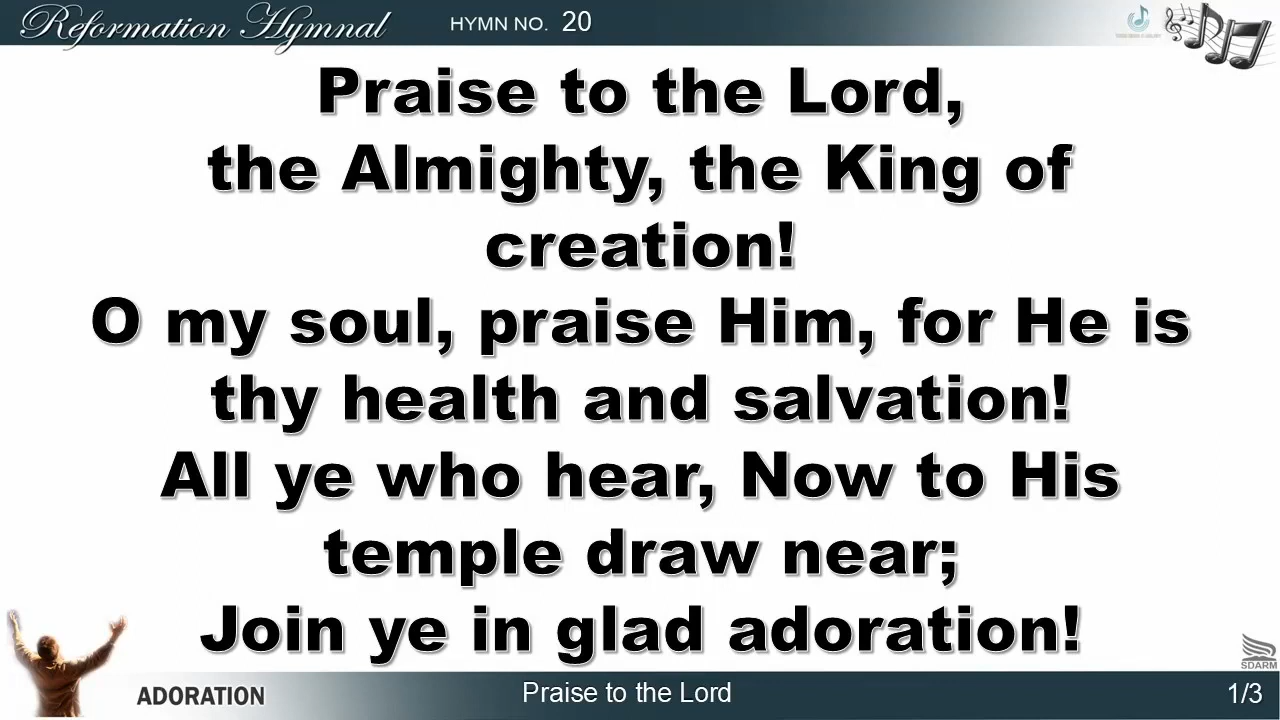 Reformation Hymnal
HYMN NO. 20
Praise to the Lord,
the Almighty, the King of
creation!
O my soul, praise Him, for He is
thy health and salvation!
All ye who hear, Now to His
temple draw near;
Join ye in glad adoration!
SDARM
ADORATION
Praise to the Lord
1/3